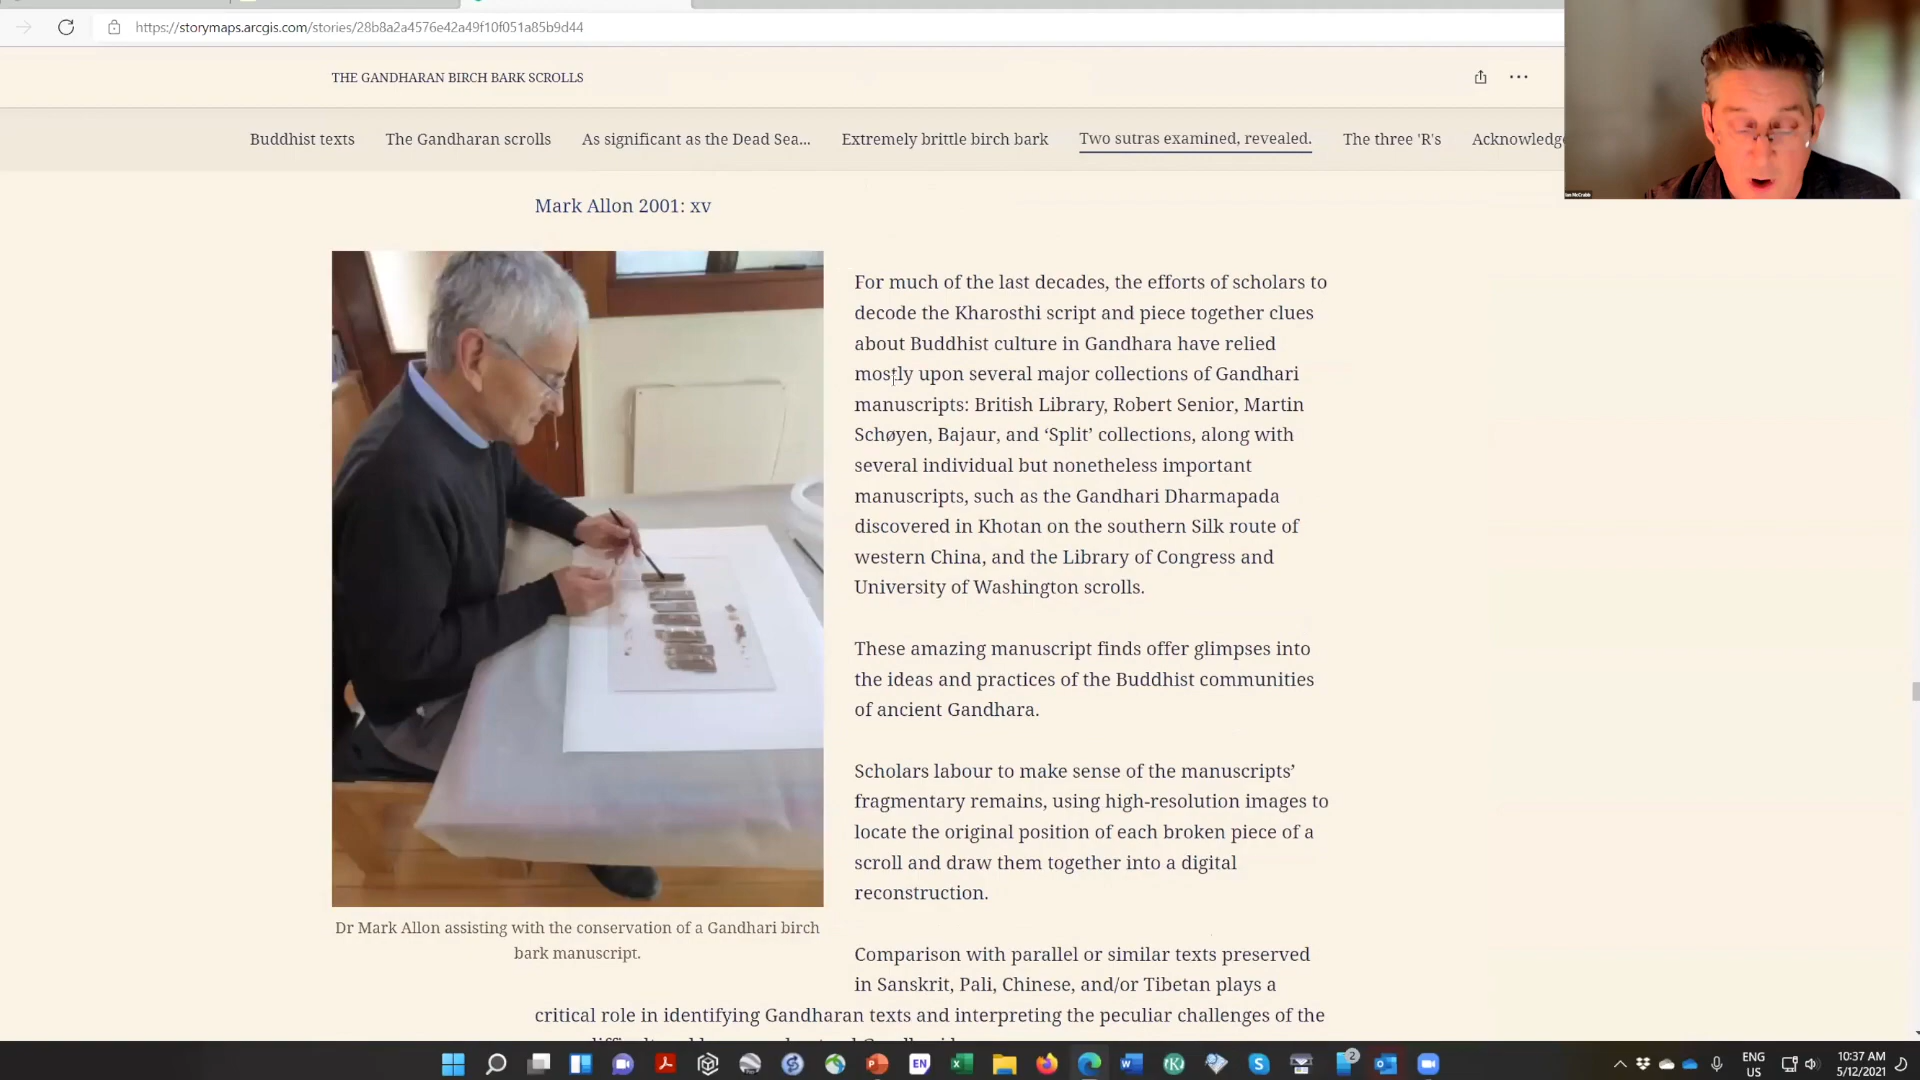 https://storymaps.arcgis.com/stories/28b8a2a4576e42a49f10f051a85b9d44
THE GANDHARAN BIRCH BARK SCROLLS
Buddhist texts
The Gandharan scrolls
As significant as the Dead Sea...
Extremely brittle birch bark
Two sutras examined, revealed.
The three 'R's
Acknowledge
Ian McCrabb
Mark Allon 2001: xv
For much of the last decades, the efforts of scholars to
decode the Kharosthi script and piece together clues
about Buddhist culture in Gandhara have relied
mostly upon several major collections of Gandhari
manuscripts: British Library, Robert Senior, Martin
Schøyen, Bajaur, and ‘Split’ collections, along with
several individual but nonetheless important
manuscripts, such as the Gandhari Dharmapada
discovered in Khotan on the southern Silk route of
western China, and the Library of Congress and
University of Washington scrolls.
These amazing manuscript finds offer glimpses into
the ideas and practices of the Buddhist communities
of ancient Gandhara.
Scholars labour to make sense of the manuscripts’
fragmentary remains, using high-resolution images to
locate the original position of each broken piece of a
scroll and draw them together into a digital
reconstruction.
Dr Mark Allon assisting with the conservation of a Gandhari birch
bark manuscript.
Comparison with parallel or similar texts preserved
in Sanskrit, Pali, Chinese, and/or Tibetan plays a
critical role in identifying Gandharan texts and interpreting the peculiar challenges of the
EN
2
ENG
US
10:37 AM
5/12/2021